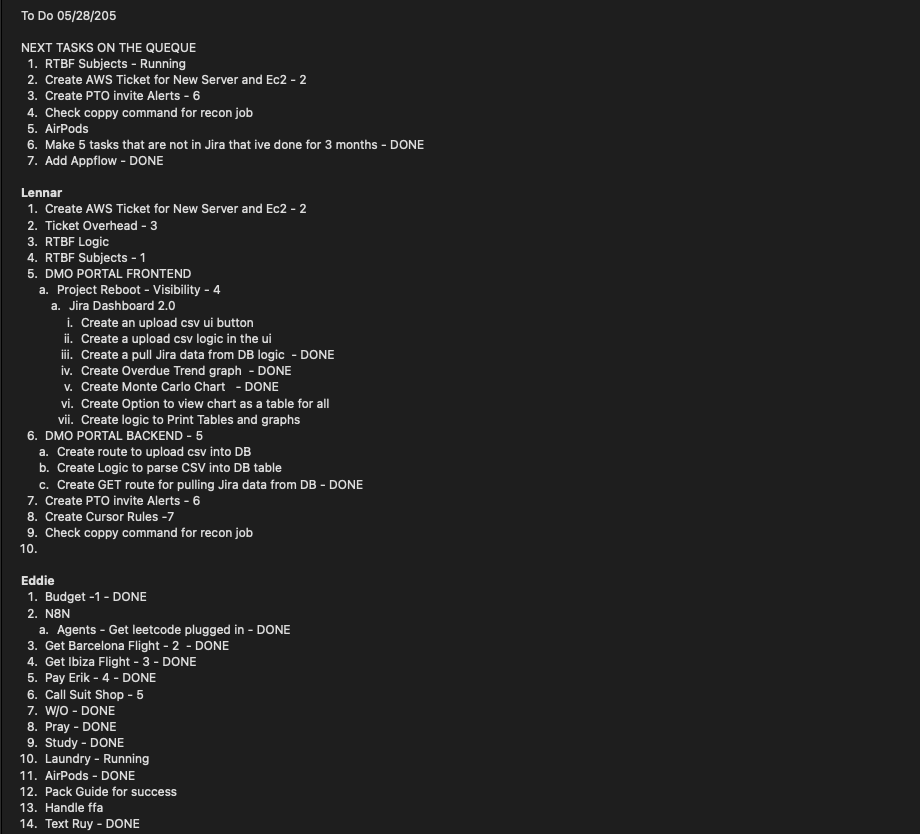 To Do 05/28/205
NEXT TASKS ON THE QUEQUE
1. RTBF Subjects - Running
2. Create AWS Ticket for New Server and Ec2 - 2
3. Create PTO invite Alerts - 6
4. Check coppy command for recon job
5. AirPods
6. Make 5 tasks that are not in Jira that ive done for 3 months - DONE
7. Add Appflow - DONE
Lennar
1. Create AWS Ticket for New Server and Ec2 - 2
2. Ticket Overhead - 3
3. RTBF Logic
4. RTBF Subjects - 1
5. DMO PORTAL FRONTEND
a. Project Reboot - Visibility - 4
a. Jira Dashboard 2.0
i. Create an upload csv ui button
ii. Create a upload csv logic in the ui
iii. Create a pull Jira data from DB logic - DONE
iv. Create Overdue Trend graph - DONE
v. Create Monte Carlo Chart - DONE
vi. Create Option to view chart as a table for all
vii. Create logic to Print Tables and graphs
6. DMO PORTAL BACKEND - 5
a. Create route to upload csv into DB
b. Create Logic to parse CSV into DB table
c. Create GET route for pulling Jira data from DB - DONE
7. Create PTO invite Alerts - 6
8. Create Cursor Rules -7
9. Check coppy command for recon job
10.
Eddie
1. Budget -1 - DONE
2. N8N
a. Agents - Get leetcode plugged in - DONE
3. Get Barcelona Flight - 2 - DONE
4. Get Ibiza Flight - 3 - DONE
5. Pay Erik - 4 - DONE
6. Call Suit Shop - 5
7. W/O - DONE
8. Pray - DONE
9. Study - DONE
10. Laundry - Running
11. AirPods - DONE
12. Pack Guide for success
13. Handle ffa
14. Text Ruy - DONE